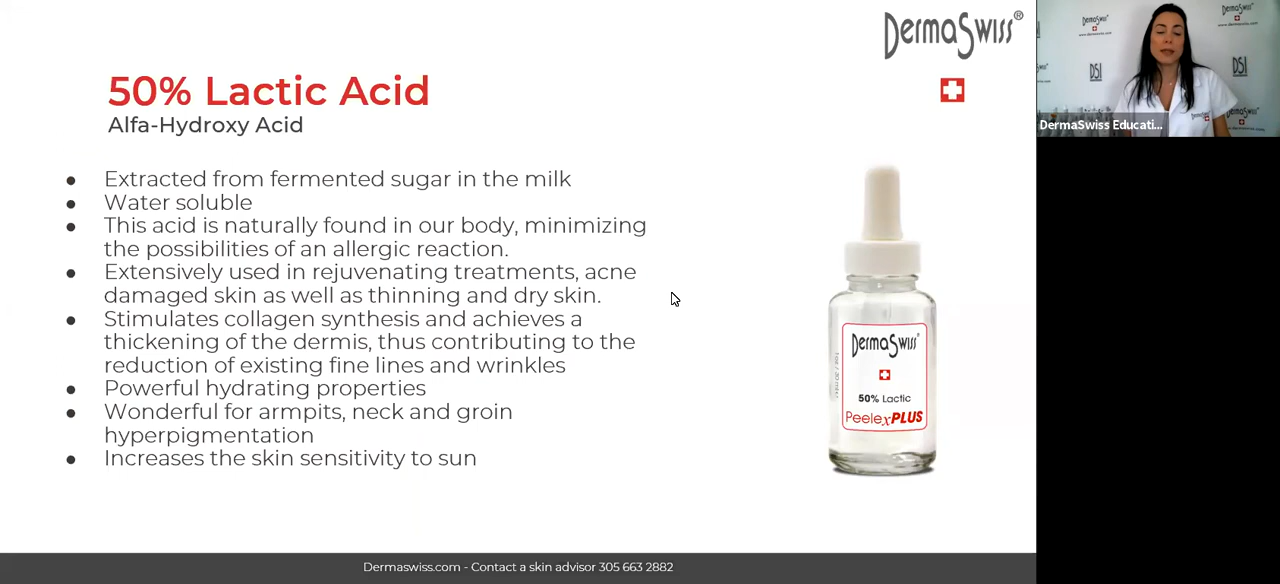 DermaSwiss®
50% Lactic Acid
Alfa-Hydroxy Acid
● Extracted from fermented sugar in the milk
● Water soluble
● This acid is naturally found in our body, minimizing
the possibilities of an allergic reaction.
● Extensively used in rejuvenating treatments, acne
damaged skin as well as thinning and dry skin.
● Stimulates collagen synthesis and achieves a
thickening of the dermis, thus contributing to the
reduction of existing fine lines and wrinkles
● Powerful hydrating properties
● Wonderful for armpits, neck and groin
hyperpigmentation
● Increases the skin sensitivity to sun
DermaSwiss
50% Lactic
PeelexPLUS
Dermaswiss.com - Contact a skin advisor 305 663 2882
DermaSwiss
DermaSwiss
DSI
DSI
DermaSwiss Educati...